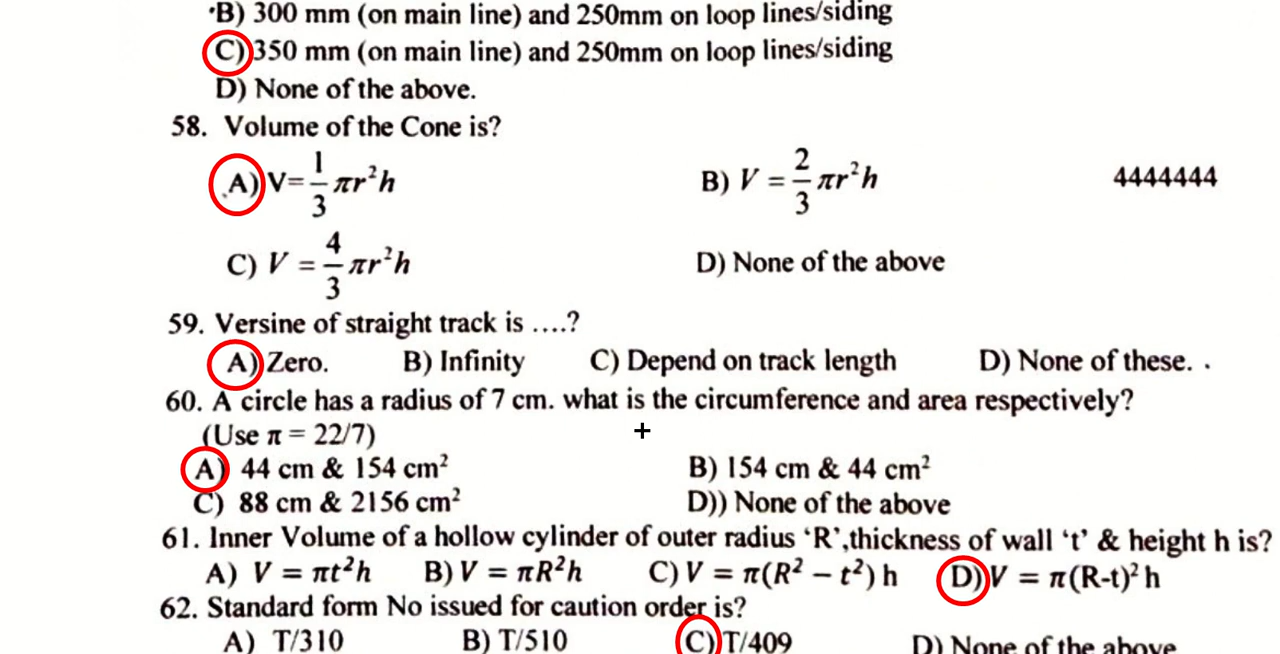 B) 300 mm (on main line) and 250mm on loop lines/siding
C) 350 mm (on main line) and 250mm on loop lines/siding
D) None of the above.
58. Volume of the Cone is?
A) V=1/3 πr²h B) V = 2/3 πr²h 4444444
C) V = 4/3 πr²h D) None of the above
59. Versine of straight track is ....?
A) Zero. B) Infinity C) Depend on track length D) None of these. .
60. A circle has a radius of 7 cm. what is the circumference and area respectively?
(Use π = 22/7)
A) 44 cm & 154 cm² B) 154 cm & 44 cm²
C) 88 cm & 2156 cm² D)) None of the above
61. Inner Volume of a hollow cylinder of outer radius ‘R’,thickness of wall ‘t’ & height h is?
A) V = πt²h B) V = πR²h C) V = π(R² – t²) h D) V = π(R-t)² h
62. Standard form No issued for caution order is?
A) T/310 B) T/510 C) T/409 D) None of the above